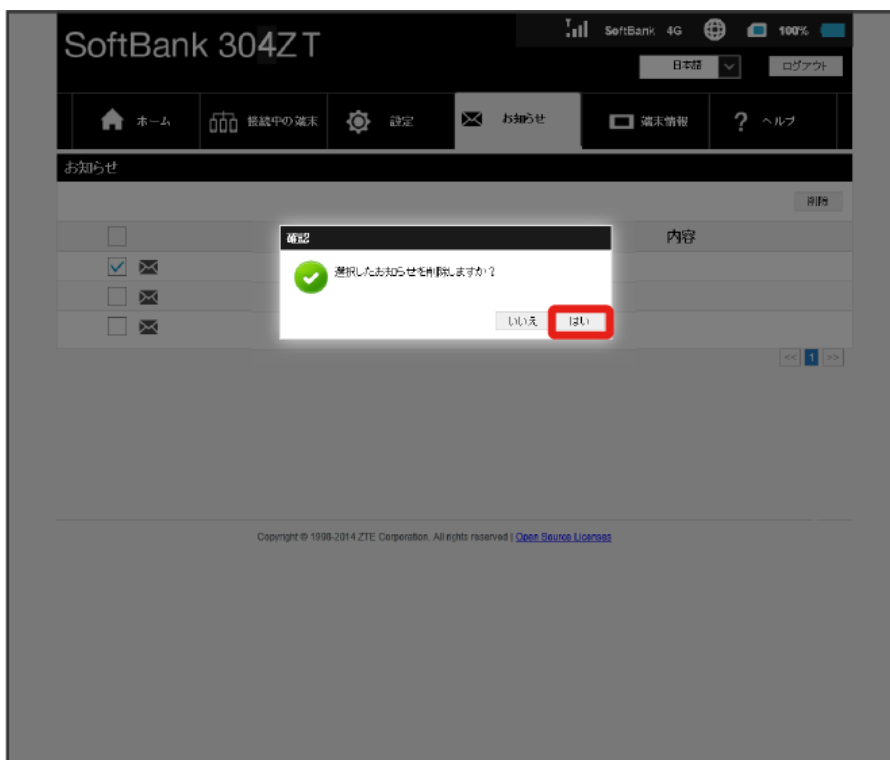 SoftBank 304ZT
SoftBank 4G 100%
日本語 ログアウト
ホーム 接続中の端末 設定 お知らせ 端末情報 ? ヘルプ
お知らせ
削除
内容
確認
選択したお知らせを削除しますか?
いいえ はい
<< 1 >>
Copyright © 1998-2014 ZTE Corporation. All rights reserved | Open Source Licenses